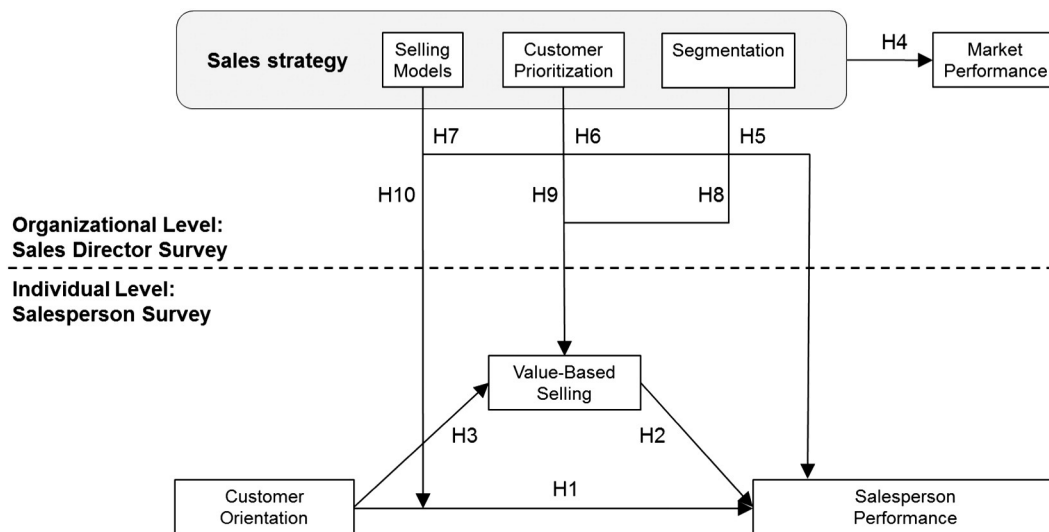 Sales strategy
Selling
Models
Customer
Prioritization
Segmentation
H4
Market
Performance
H7
H6
H5
H10
H9
H8
Organizational Level:
Sales Director Survey
Individual Level:
Salesperson Survey
Value-Based
Selling
H3
H2
H1
Customer
Orientation
Salesperson
Performance